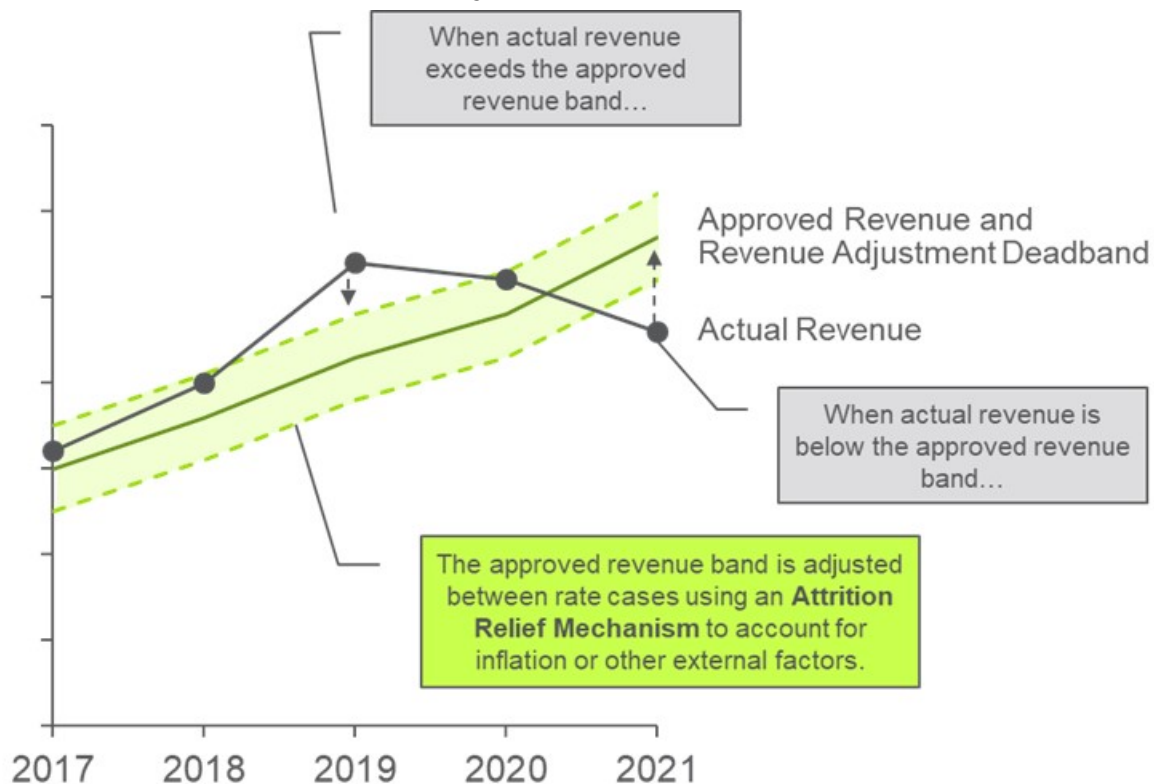 When actual revenue
exceeds the approved
revenue band…
Approved Revenue and
Revenue Adjustment Deadband
Actual Revenue
When actual revenue is
below the approved revenue
band…
The approved revenue band is adjusted
between rate cases using an Attrition
Relief Mechanism to account for
inflation or other external factors.
2017 2018 2019 2020 2021